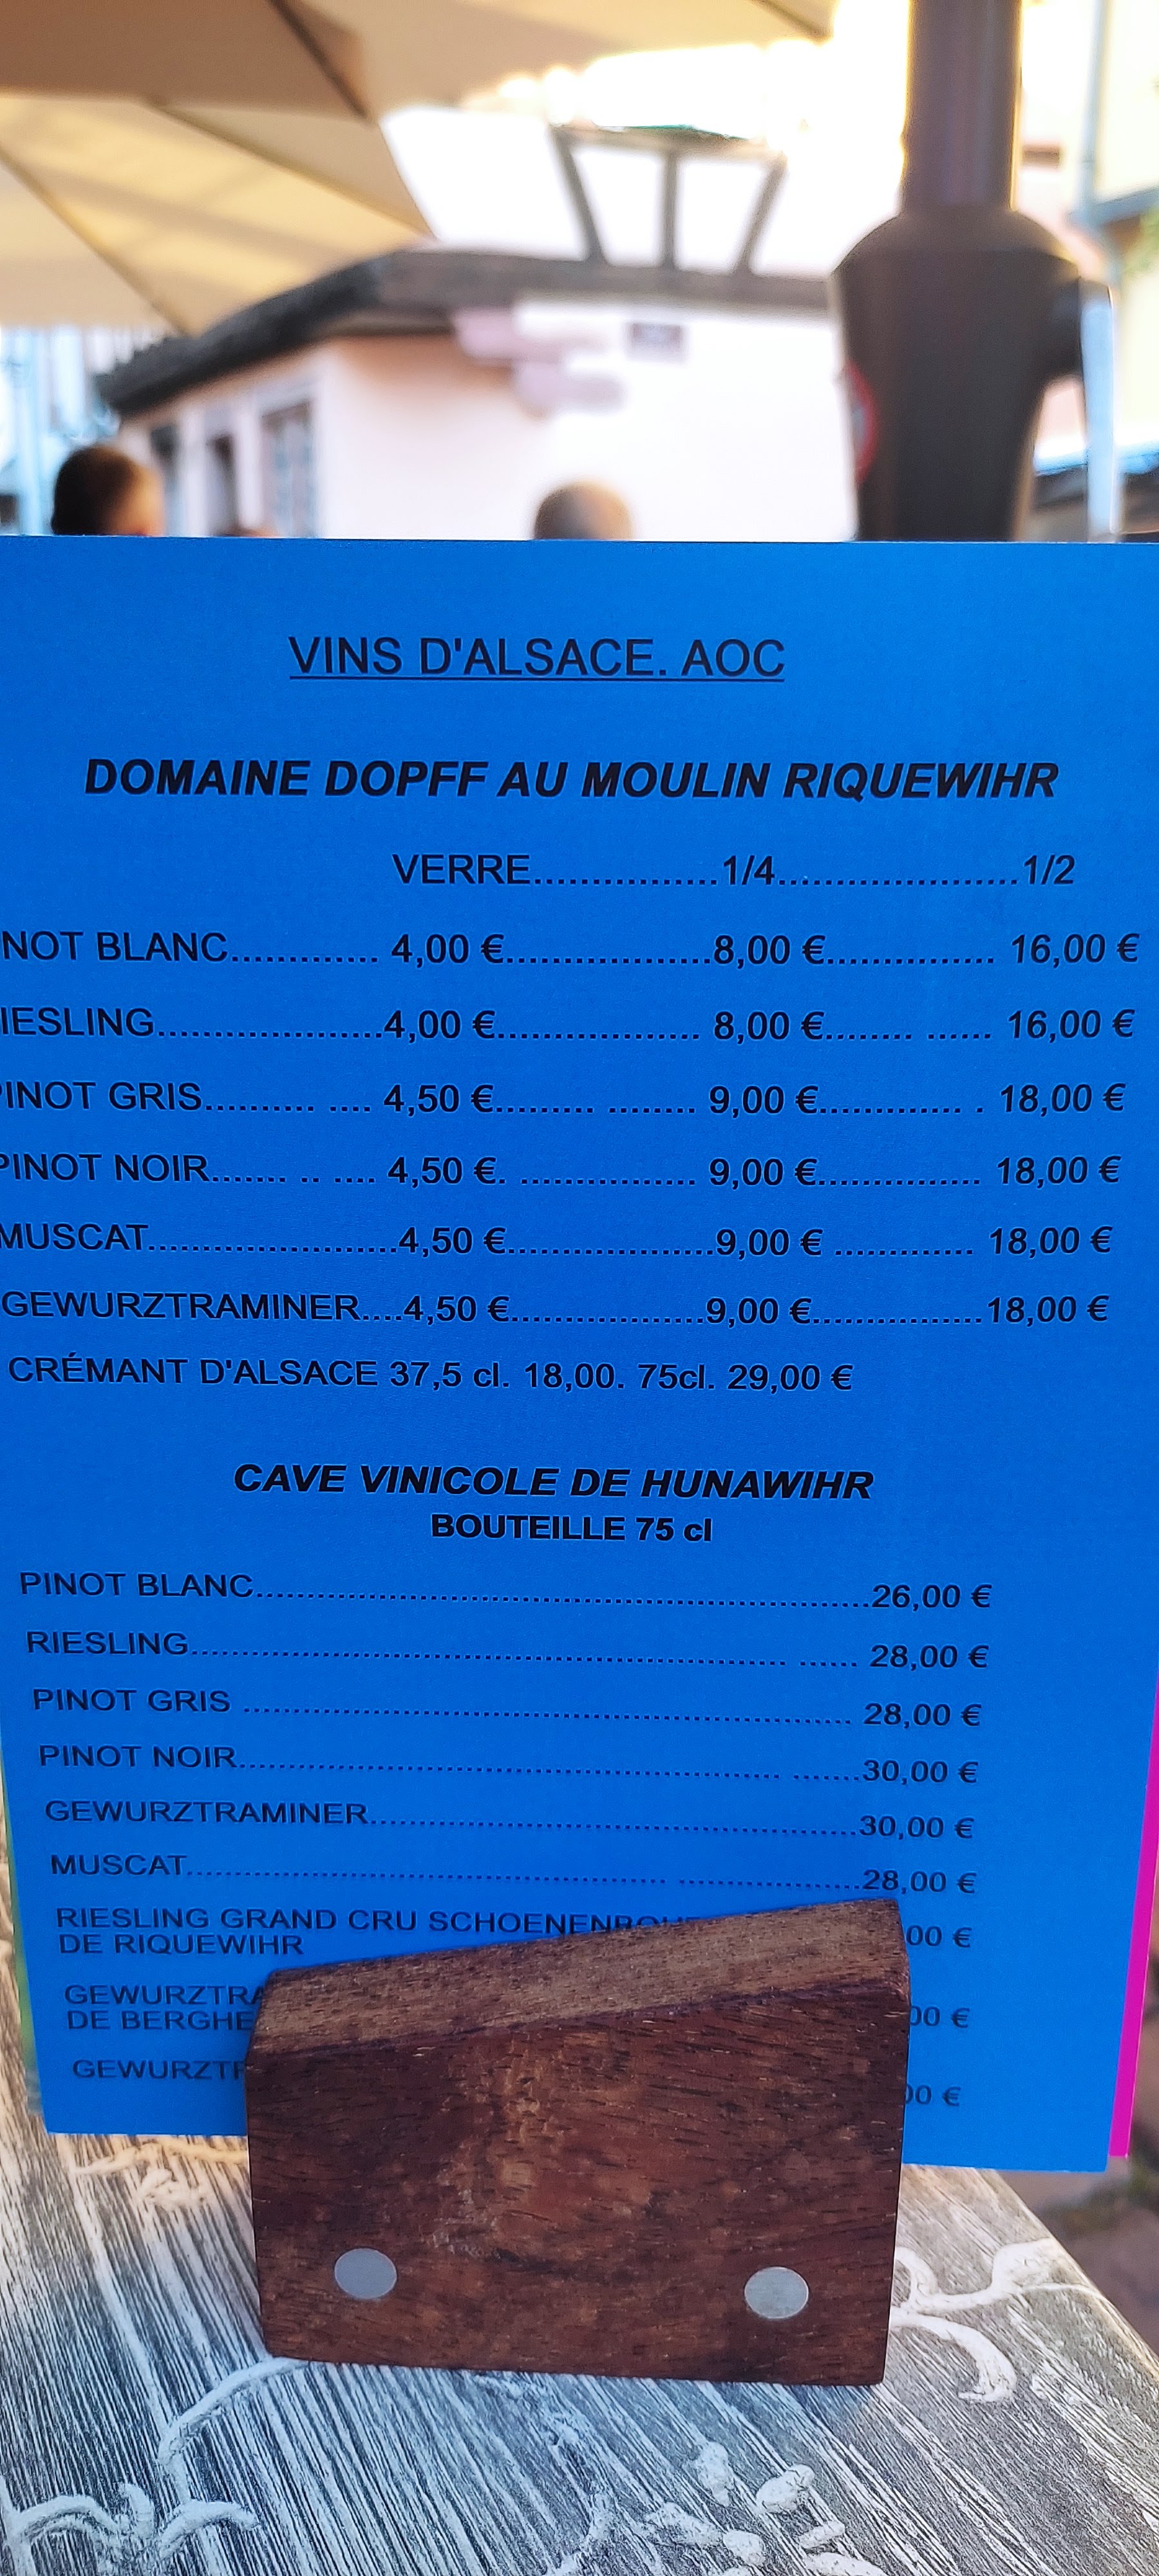 VINS D'ALSACE. AOC
DOMAINE DOPFF AU MOULIN RIQUEWIHR
VERRE.................1/4......................1/2
NOT BLANC............. 4,00 €...................8,00 €............... 16,00 €
IESLING.....................4,00 €................... 8,00 €........ ...... 16,00 €
PINOT GRIS.......... .... 4,50 €......... ........ 9,00 €............. . 18,00 €
PINOT NOIR....... .. .... 4,50 €. ................ 9,00 €............... 18,00 €
MUSCAT.......................4,50 €...................9,00 € ............. 18,00 €
GEWURZTRAMINER....4,50 €..................9,00 €................18,00 €
CRÉMANT D'ALSACE 37,5 cl. 18,00. 75cl. 29,00 €
CAVE VINICOLE DE HUNAWIHR
BOUTEILLE 75 cl
PINOT BLANC..............................................................26,00 €
RIESLING............................................................ ...... 28,00 €
PINOT GRIS ............................................................. 28,00 €
PINOT NOIR...................................................... .......30,00 €
GEWURZTRAMINER.................................................30,00 €
MUSCAT................................................ ..................28,00 €
RIESLING GRAND CRU 00 €
DE RIQUEWIHR
00 €
DE
00 €